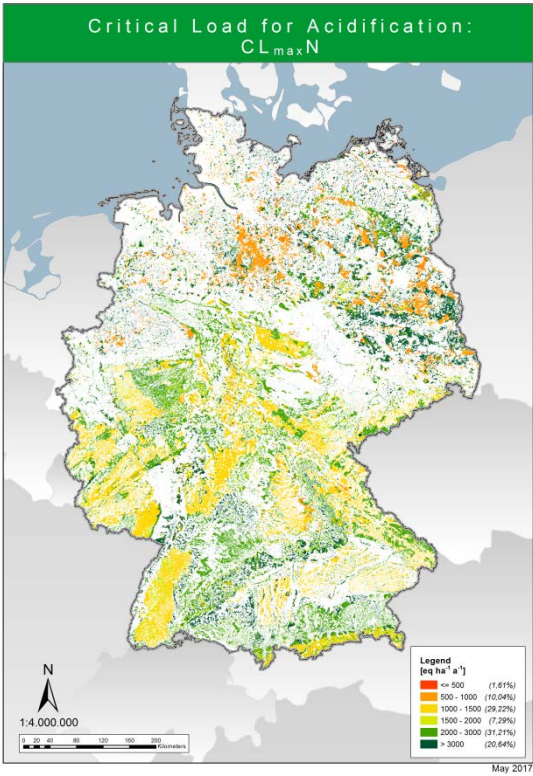 Critical Load for Acidification:
CLmaxN
N
1:4.000.000
0 20 40 80 120 160 200 290
Kilometers
Legend
[eq ha-1 a-1]
<= 500 (1,61%)
500 - 1000 (10,04%)
1000 - 1500 (29,22%)
1500 - 2000 (7,29%)
2000 - 3000 (31,21%)
> 3000 (20,64%)
May 2017